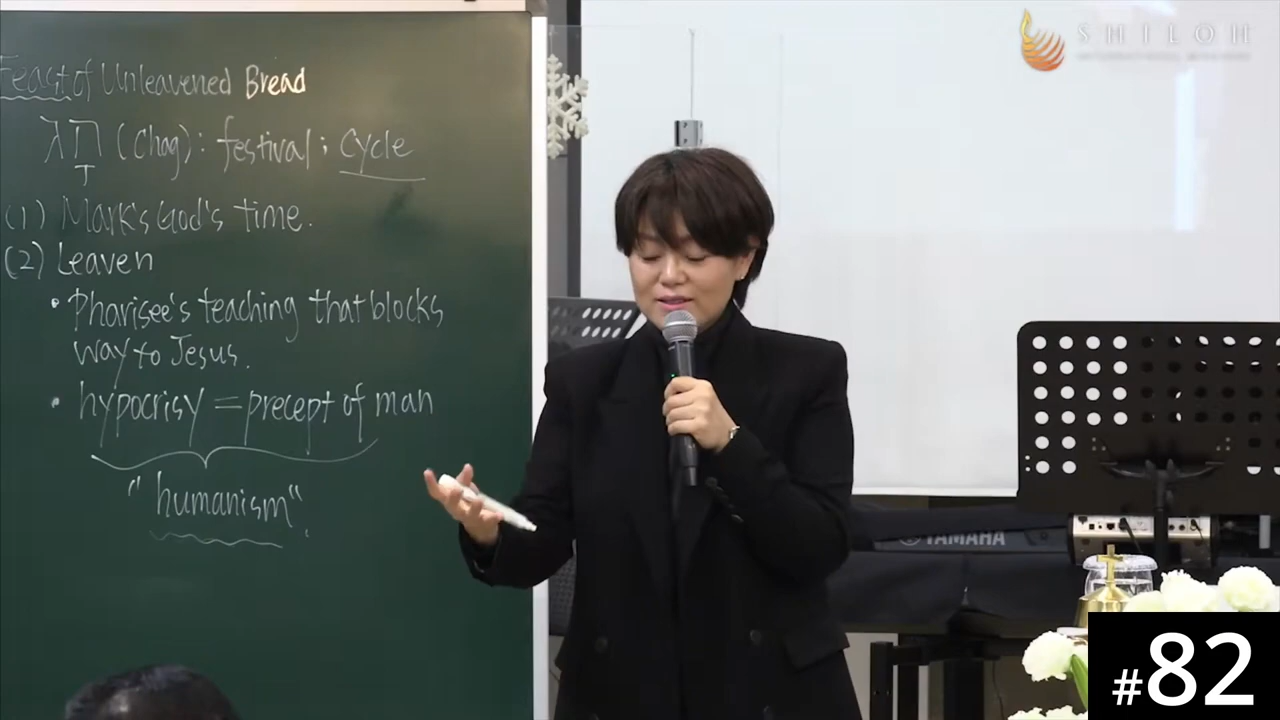 Feast of Unleavened Bread
λΠ (Chag): festival; cycle
T
(1) Mark's God's time.
(2) Leaven
• Pharisee's teaching that blocks
way to Jesus.
• hypocrisy = precept of man
"humanism".
SHILOH
YAMAHA
#82